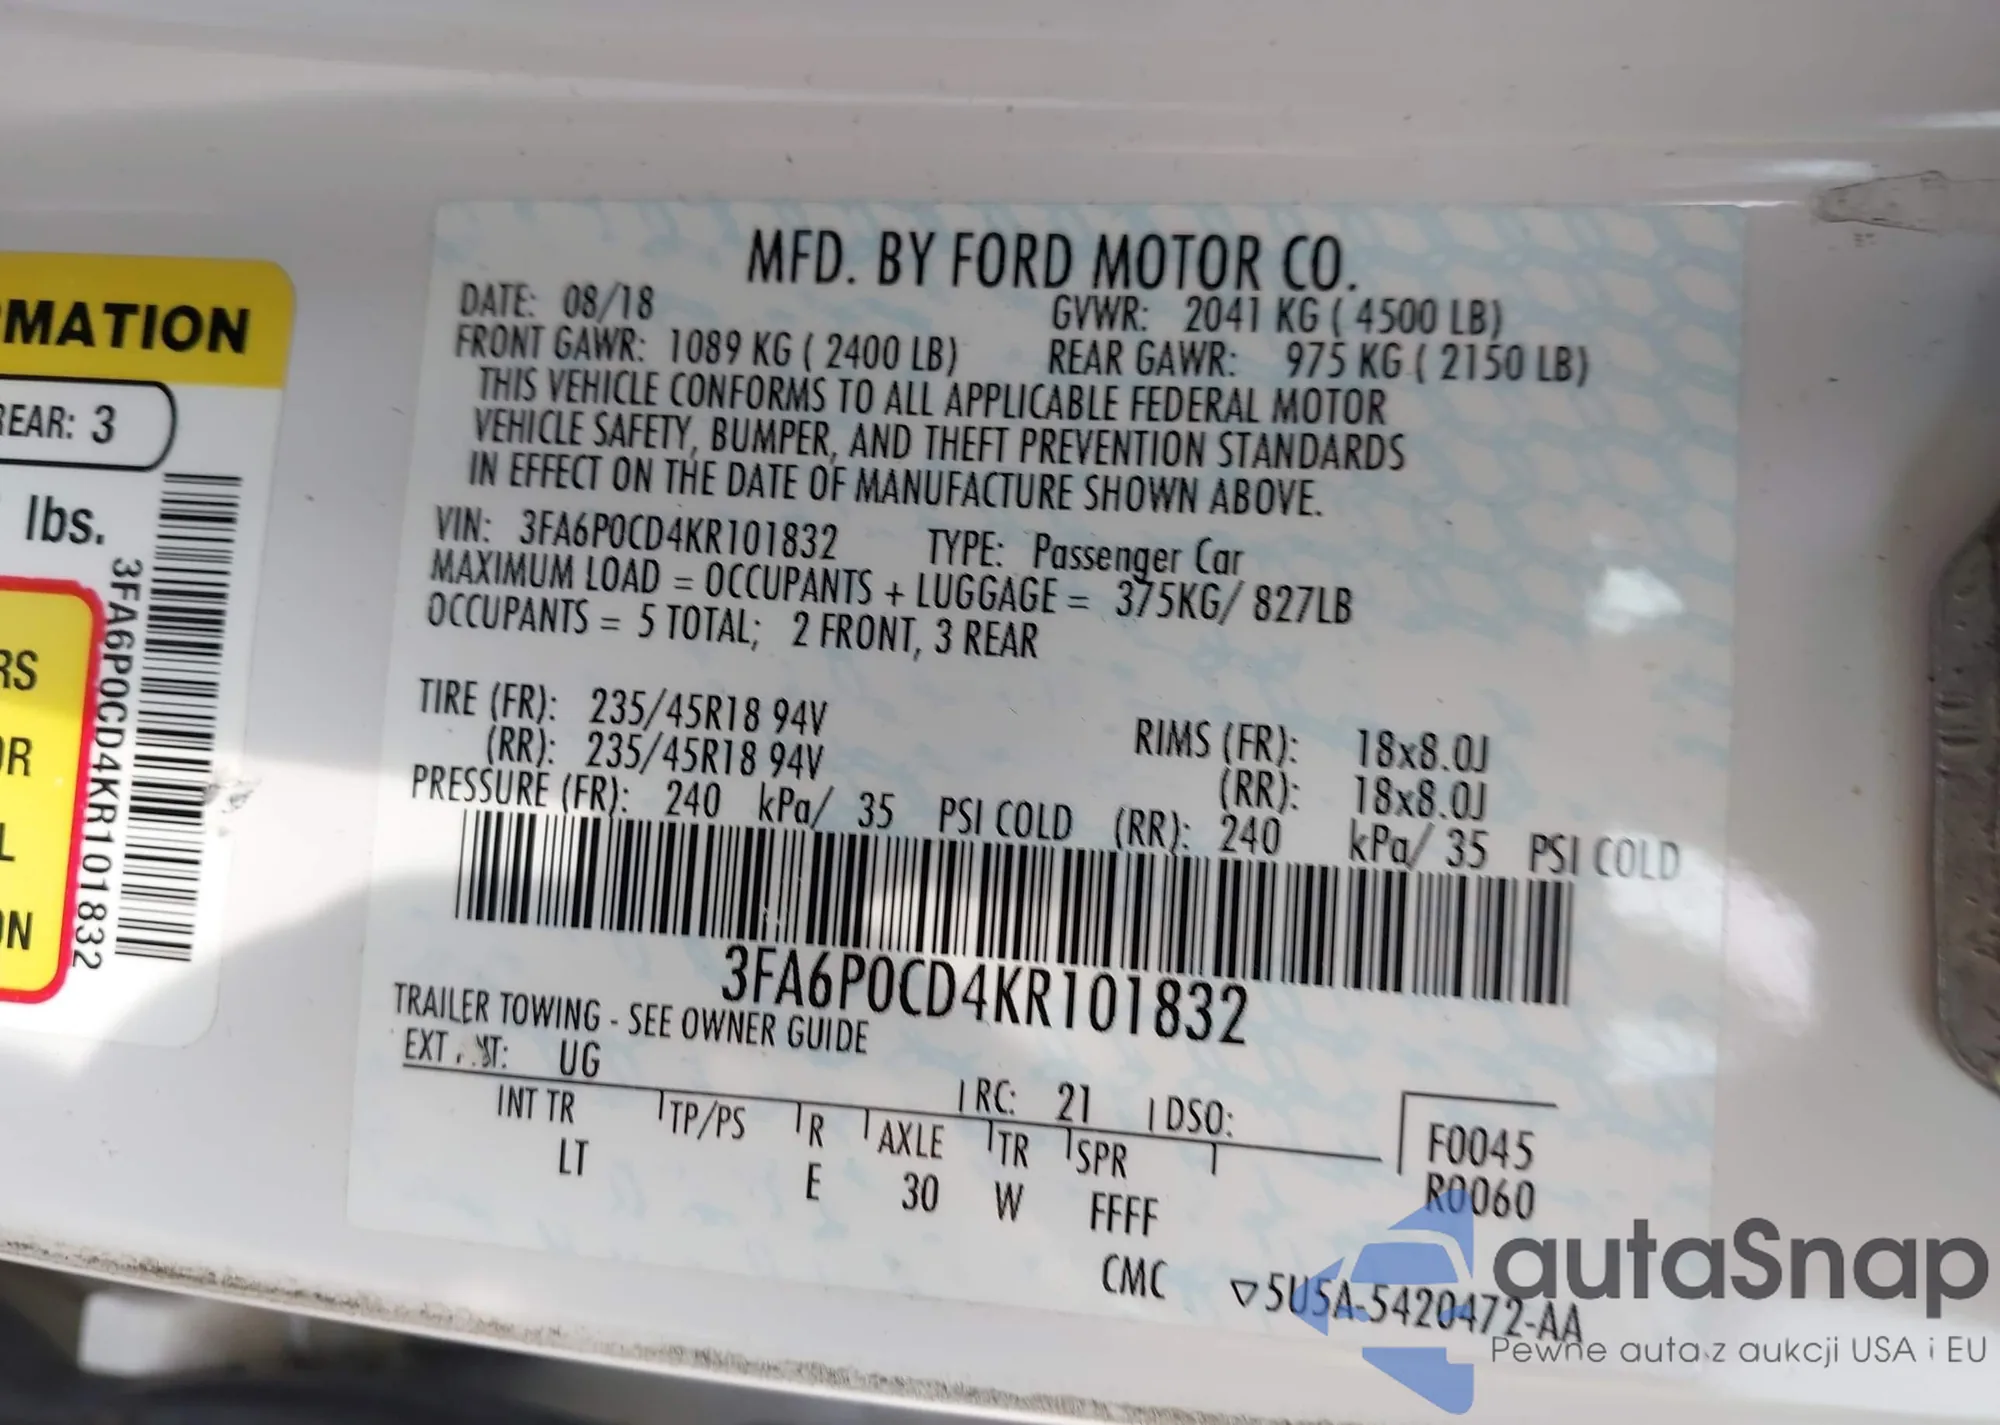 MATION
REAR: 3
lbs.
3FA6P0CD4KR101832
RS
OR
L
ON
MFD. BY FORD MOTOR CO.
DATE: 08/18 GVWR: 2041 KG ( 4500 LB)
FRONT GAWR: 1089 KG ( 2400 LB) REAR GAWR: 975 KG ( 2150 LB)
THIS VEHICLE CONFORMS TO ALL APPLICABLE FEDERAL MOTOR
VEHICLE SAFETY, BUMPER, AND THEFT PREVENTION STANDARDS
IN EFFECT ON THE DATE OF MANUFACTURE SHOWN ABOVE.
VIN: 3FA6P0CD4KR101832 TYPE: Passenger Car
MAXIMUM LOAD = OCCUPANTS + LUGGAGE = 375KG/ 827LB
OCCUPANTS = 5 TOTAL; 2 FRONT, 3 REAR
TIRE (FR): 235/45R18 94V RIMS (FR): 18x8.0J
(RR): 235/45R18 94V (RR): 18x8.0J
PRESSURE (FR): 240 kPa/ 35 PSI COLD (RR): 240 kPa/ 35 PSI COLD
3FA6P0CD4KR101832
TRAILER TOWING - SEE OWNER GUIDE
EXT UG RC: 21 DSO:
INT TR TP/PS R AXLE TR SPR F0045
LT E 30 W FFFF R0060
CMC ▽5U5A-5420472-AA
autaSnap
Pewne auta z aukcji USA i EU